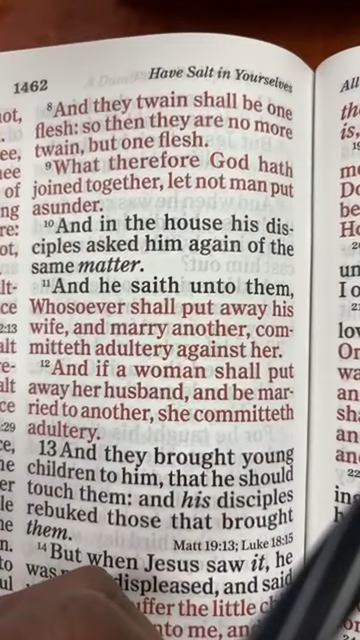 1462
Have Salt in Yourselves
8 And they twain shall be one
flesh: so then they are no more
twain, but one flesh.
9 What therefore God hath
joined together, let not man put
asunder.
10 And in the house his dis-
ciples asked him again of the
same matter.
11 And he saith unto them,
Whosoever shall put away his
wife, and marry another, com-
mitteth adultery against her.
12 And if a woman shall put
away her husband, and be mar-
ried to another, she committeth
adultery.
13 And they brought young
children to him, that he should
touch them: and his disciples
rebuked those that brought
them.
Matt 19:13; Luke 18:15
14 But when Jesus saw it, he
was displeased, and said
the little
me, and